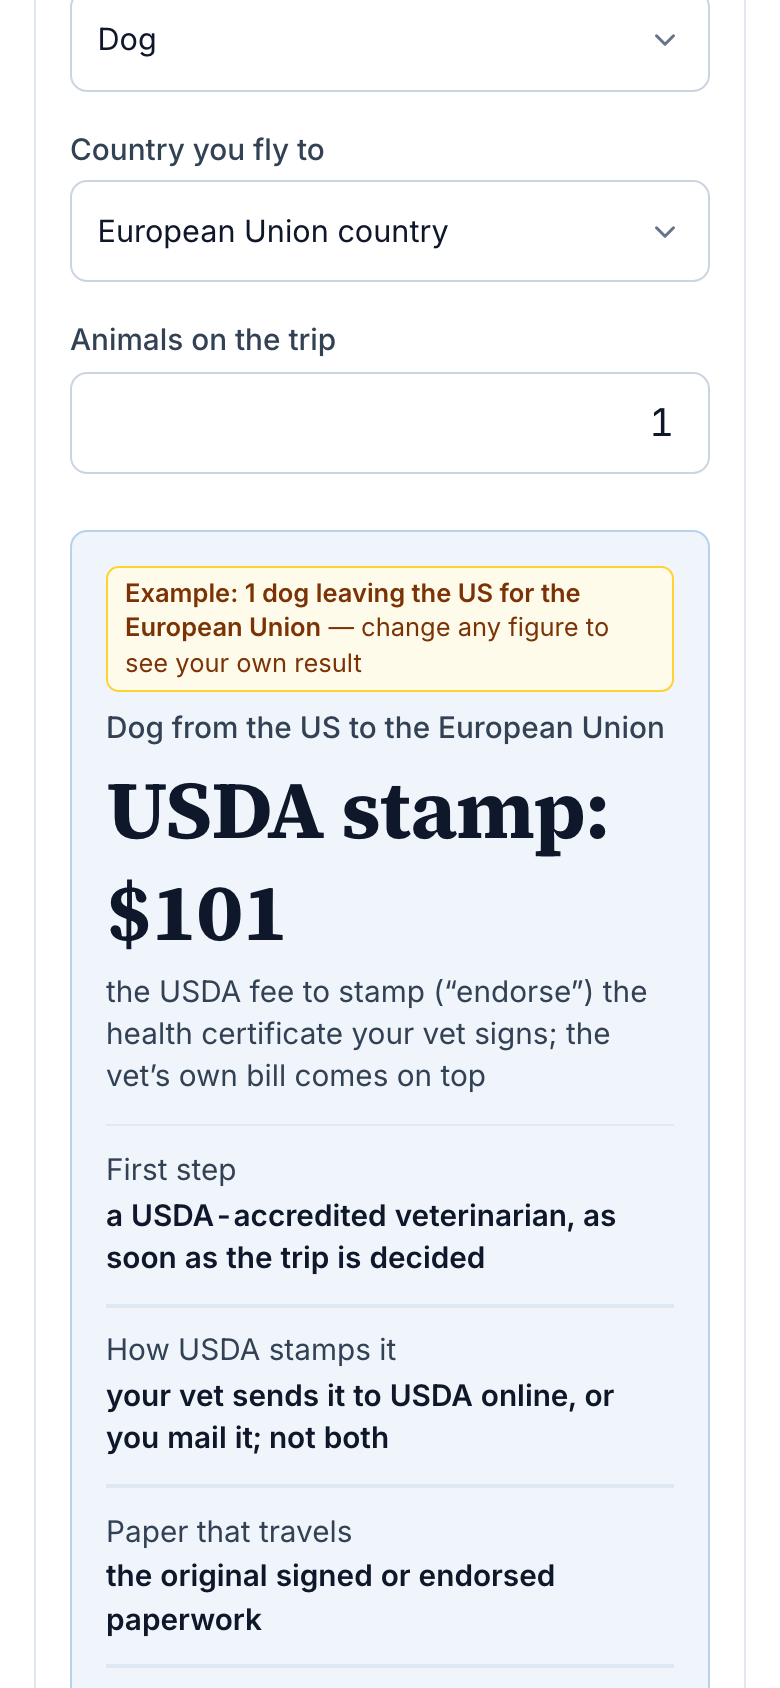 Dog
Country you fly to
European Union country
Animals on the trip
1
Example: 1 dog leaving the US for the
European Union — change any figure to
see your own result
Dog from the US to the European Union
USDA stamp:
$101
the USDA fee to stamp (“endorse”) the
health certificate your vet signs; the
vet’s own bill comes on top
First step
a USDA-accredited veterinarian, as
soon as the trip is decided
How USDA stamps it
your vet sends it to USDA online, or
you mail it; not both
Paper that travels
the original signed or endorsed
paperwork